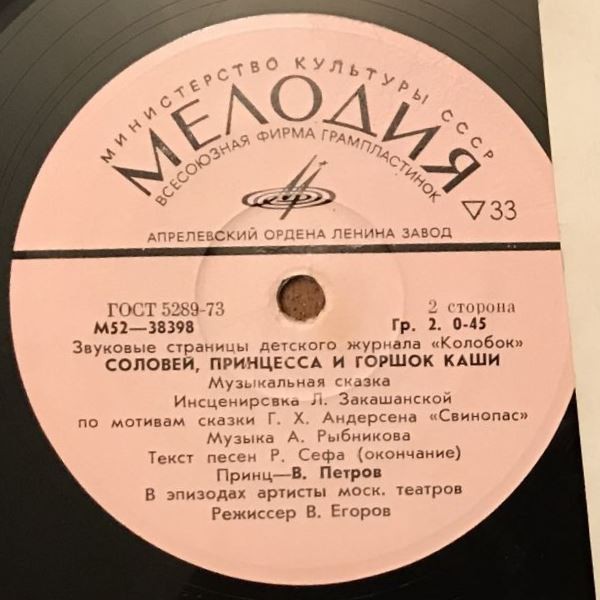 МИНИСТЕРСТВО КУЛЬТУРЫ СССР
МЕЛОДИЯ
ВСЕСОЮЗНАЯ ФИРМА ГРАМПЛАСТИНОК
▽33
АПРЕЛЕВСКИЙ ОРДЕНА ЛЕНИНА ЗАВОД
ГОСТ 5289-73 2 сторона
М52—38398 Гр. 2. 0-45
Звуковые страницы детского журнала «Колобок»
СОЛОВЕЙ, ПРИНЦЕССА И ГОРШОК КАШИ
Музыкальная сказка
Инсценировка Л. Закашанской
по мотивам сказки Г. Х. Андерсена «Свинопас»
Музыка А. Рыбникова
Текст песен Р. Сефа (окончание)
Принц—В. Петров
В эпизодах артисты моск. театров
Режиссер В. Егоров